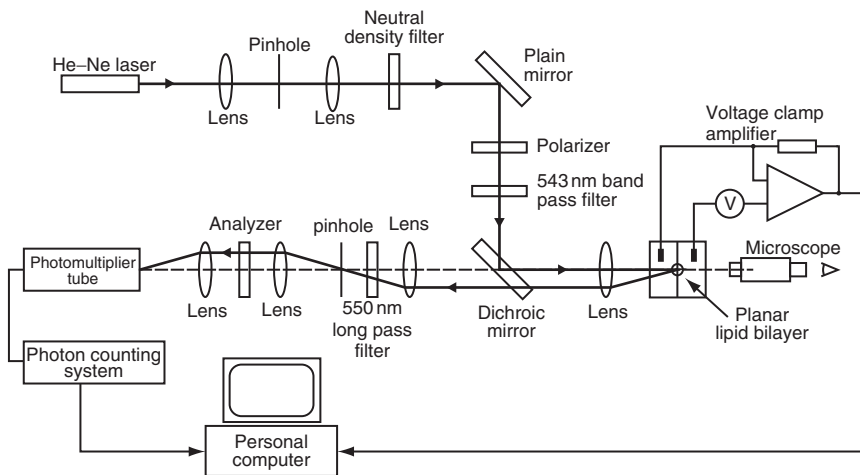 He–Ne laser
Pinhole
Neutral
density filter
Plain
mirror
Lens
Lens
Polarizer
543 nm band
pass filter
Voltage clamp
amplifier
V
Analyzer
pinhole
Lens
Microscope
Photomultiplier
tube
Lens
Lens
550 nm
long pass
filter
Dichroic
mirror
Lens
Planar
lipid bilayer
Photon counting
system
Personal
computer